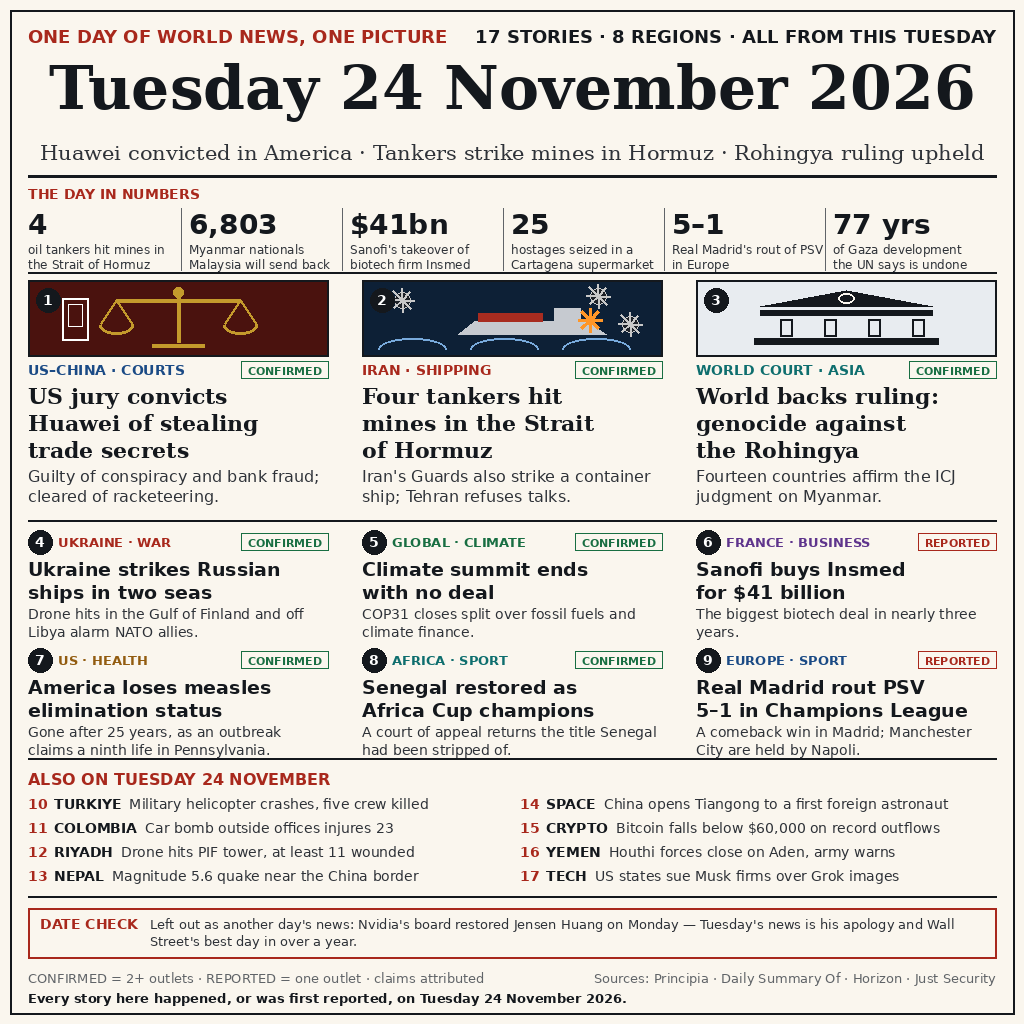 ONE DAY OF WORLD NEWS, ONE PICTURE
17 STORIES · 8 REGIONS · ALL FROM THIS TUESDAY
Tuesday 24 November 2026
Huawei convicted in America · Tankers strike mines in Hormuz · Rohingya ruling upheld
THE DAY IN NUMBERS
4
oil tankers hit mines in
the Strait of Hormuz
6,803
Myanmar nationals
Malaysia will send back
$41bn
Sanofi's takeover of
biotech firm Insmed
25
hostages seized in a
Cartagena supermarket
5–1
Real Madrid's rout of PSV
in Europe
77 yrs
of Gaza development
the UN says is undone
1
US–CHINA · COURTS
CONFIRMED
US jury convicts
Huawei of stealing
trade secrets
Guilty of conspiracy and bank fraud;
cleared of racketeering.
2
IRAN · SHIPPING
CONFIRMED
Four tankers hit
mines in the Strait
of Hormuz
Iran's Guards also strike a container
ship; Tehran refuses talks.
3
WORLD COURT · ASIA
CONFIRMED
World backs ruling:
genocide against
the Rohingya
Fourteen countries affirm the ICJ
judgment on Myanmar.
4 UKRAINE · WAR
CONFIRMED
Ukraine strikes Russian
ships in two seas
Drone hits in the Gulf of Finland and off
Libya alarm NATO allies.
5 GLOBAL · CLIMATE
CONFIRMED
Climate summit ends
with no deal
COP31 closes split over fossil fuels and
climate finance.
6 FRANCE · BUSINESS
REPORTED
Sanofi buys Insmed
for $41 billion
The biggest biotech deal in nearly three
years.
7 US · HEALTH
CONFIRMED
America loses measles
elimination status
Gone after 25 years, as an outbreak
claims a ninth life in Pennsylvania.
8 AFRICA · SPORT
CONFIRMED
Senegal restored as
Africa Cup champions
A court of appeal returns the title Senegal
had been stripped of.
9 EUROPE · SPORT
REPORTED
Real Madrid rout PSV
5–1 in Champions League
A comeback win in Madrid; Manchester
City are held by Napoli.
ALSO ON TUESDAY 24 NOVEMBER
10 TURKIYE Military helicopter crashes, five crew killed
11 COLOMBIA Car bomb outside offices injures 23
12 RIYADH Drone hits PIF tower, at least 11 wounded
13 NEPAL Magnitude 5.6 quake near the China border
14 SPACE China opens Tiangong to a first foreign astronaut
15 CRYPTO Bitcoin falls below $60,000 on record outflows
16 YEMEN Houthi forces close on Aden, army warns
17 TECH US states sue Musk firms over Grok images
DATE CHECK Left out as another day's news: Nvidia's board restored Jensen Huang on Monday — Tuesday's news is his apology and Wall
Street's best day in over a year.
CONFIRMED = 2+ outlets · REPORTED = one outlet · claims attributed
Sources: Principia · Daily Summary Of · Horizon · Just Security
Every story here happened, or was first reported, on Tuesday 24 November 2026.